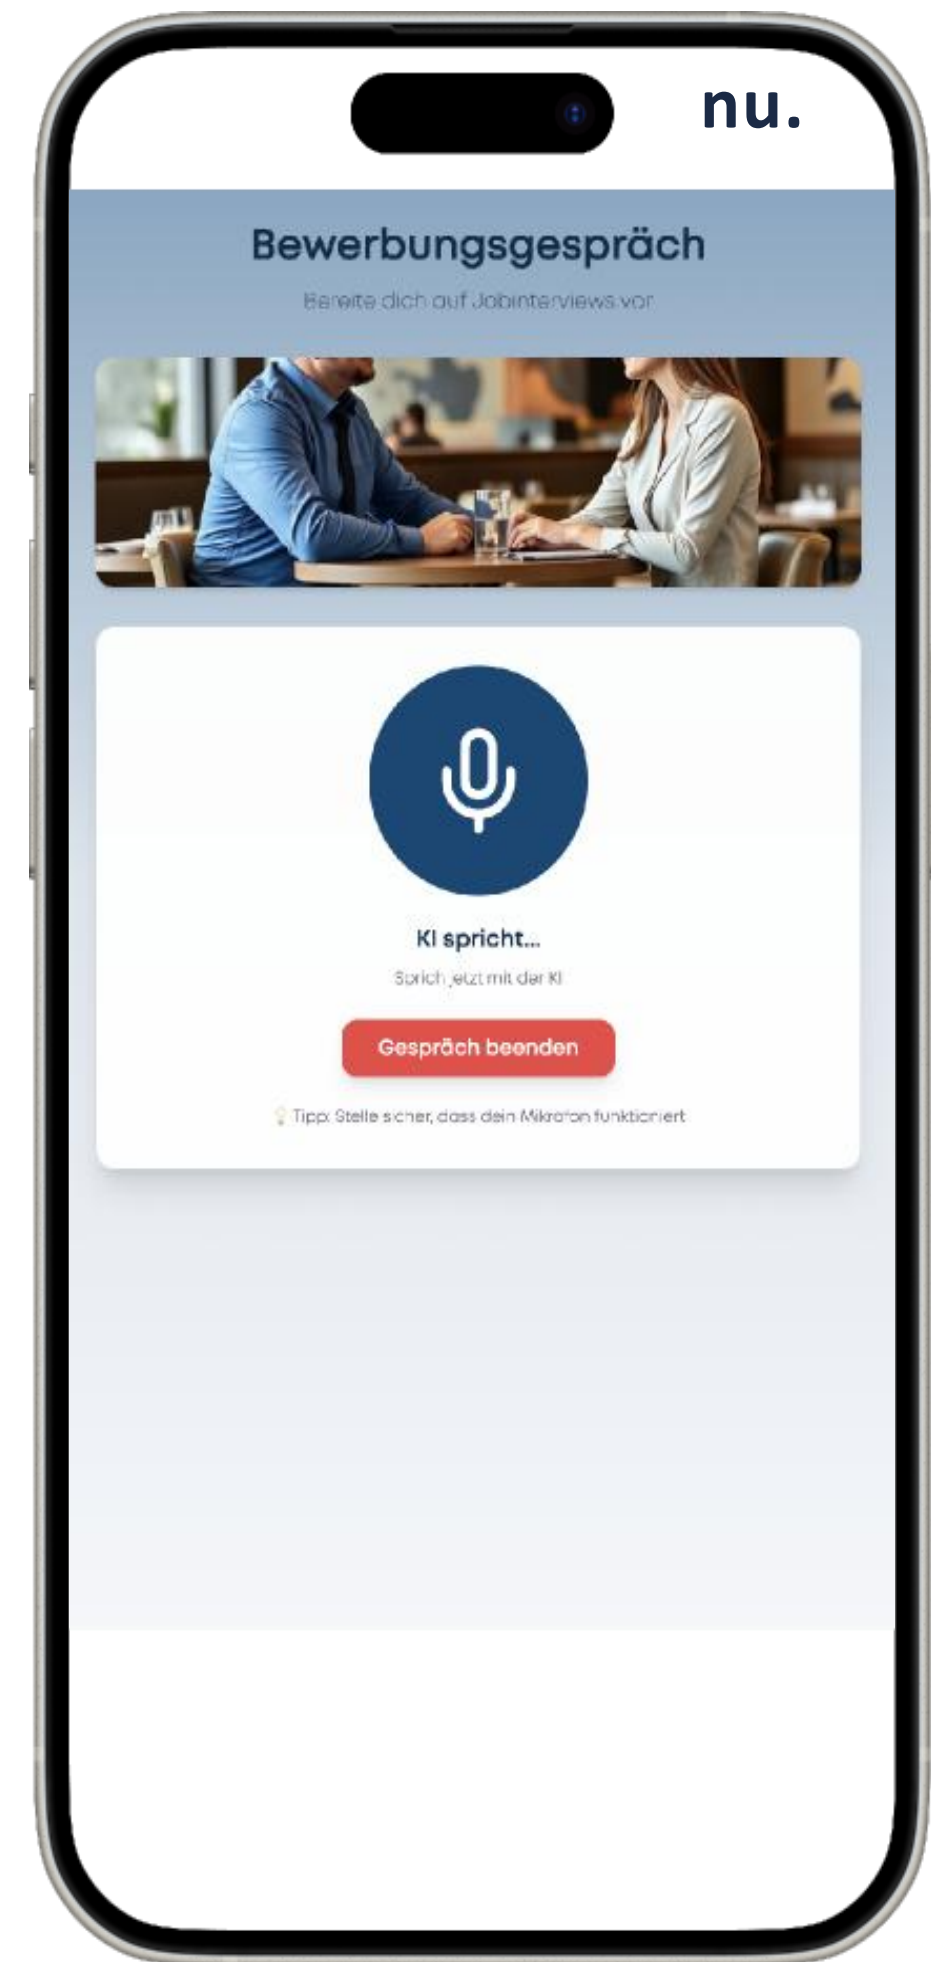 nu.
Bewerbungsgespräch
Bereite dich auf Jobinterviews vor
KI spricht...
Sprich jetzt mit der KI
Gespräch beenden
Tipp: Stelle sicher, dass dein Mikrofon funktioniert